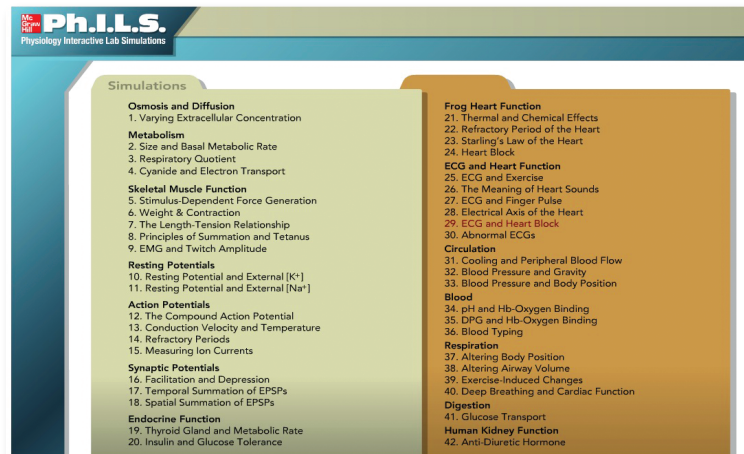 Mc
Graw
Hill
Ph.I.L.S.
Physiology Interactive Lab Simulations
Simulations
Osmosis and Diffusion
1. Varying Extracellular Concentration
Metabolism
2. Size and Basal Metabolic Rate
3. Respiratory Quotient
4. Cyanide and Electron Transport
Skeletal Muscle Function
5. Stimulus-Dependent Force Generation
6. Weight & Contraction
7. The Length-Tension Relationship
8. Principles of Summation and Tetanus
9. EMG and Twitch Amplitude
Resting Potentials
10. Resting Potential and External [K+]
11. Resting Potential and External [Na+]
Action Potentials
12. The Compound Action Potential
13. Conduction Velocity and Temperature
14. Refractory Periods
15. Measuring Ion Currents
Synaptic Potentials
16. Facilitation and Depression
17. Temporal Summation of EPSPs
18. Spatial Summation of EPSPs
Endocrine Function
19. Thyroid Gland and Metabolic Rate
20. Insulin and Glucose Tolerance
Frog Heart Function
21. Thermal and Chemical Effects
22. Refractory Period of the Heart
23. Starling's Law of the Heart
24. Heart Block
ECG and Heart Function
25. ECG and Exercise
26. The Meaning of Heart Sounds
27. ECG and Finger Pulse
28. Electrical Axis of the Heart
29. ECG and Heart Block
30. Abnormal ECGs
Circulation
31. Cooling and Peripheral Blood Flow
32. Blood Pressure and Gravity
33. Blood Pressure and Body Position
Blood
34. pH and Hb-Oxygen Binding
35. DPG and Hb-Oxygen Binding
36. Blood Typing
Respiration
37. Altering Body Position
38. Altering Airway Volume
39. Exercise-Induced Changes
40. Deep Breathing and Cardiac Function
Digestion
41. Glucose Transport
Human Kidney Function
42. Anti-Diuretic Hormone